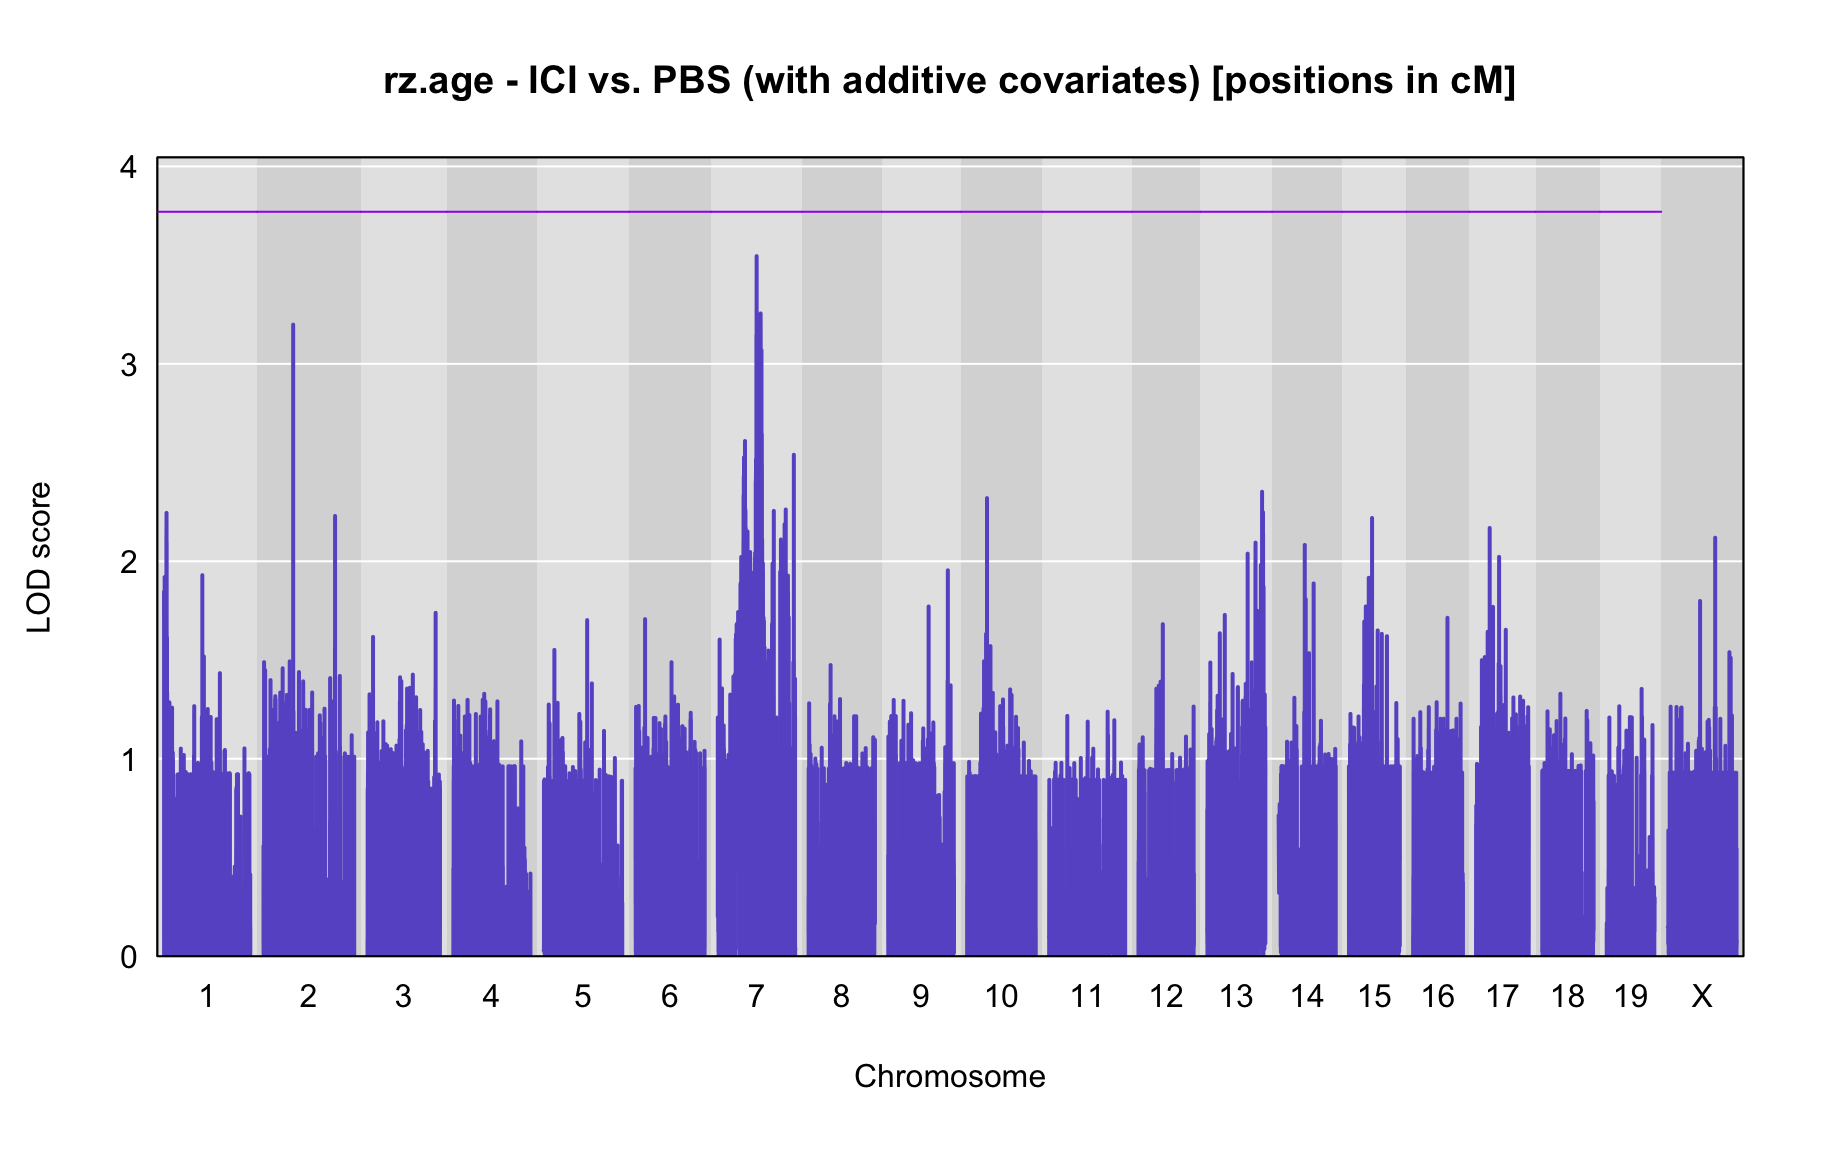 rz.age - ICI vs. PBS (with additive covariates) [positions in cM]
4
3
2
1
0
LOD score
1 2 3 4 5 6 7 8 9 10 11 12 13 14 15 16 17 18 19 X
Chromosome